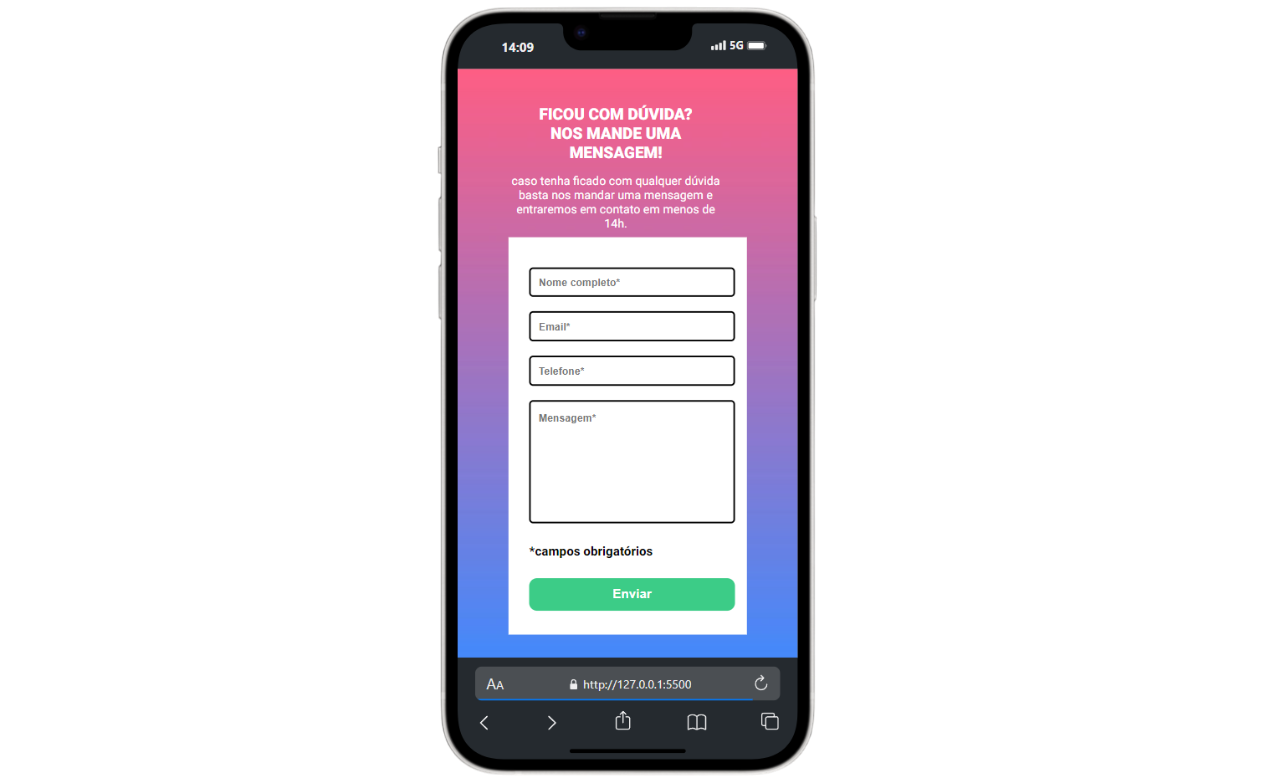 14:09
5G
FICOU COM DÚVIDA?
NOS MANDE UMA
MENSAGEM!
caso tenha ficado com qualquer dúvida
basta nos mandar uma mensagem e
entraremos em contato em menos de
14h.
Nome completo*
Email*
Telefone*
Mensagem*
*campos obrigatórios
Enviar
AA
http://127.0.0.1:5500